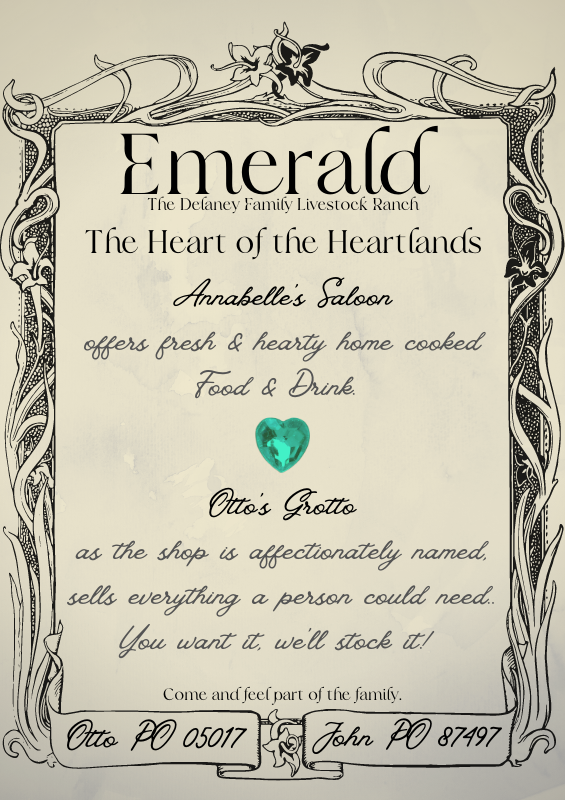 Emerald
The Delaney Family Livestock Ranch
The Heart of the Heartlands
Annabelle's Saloon
offers fresh & hearty home cooked
Food & Drink.
Otto's Grotto
as the shop is affectionately named,
sells everything a person could need..
You want it, we'll stock it!
Come and feel part of the family.
Otto PO 05017
John PO 87497